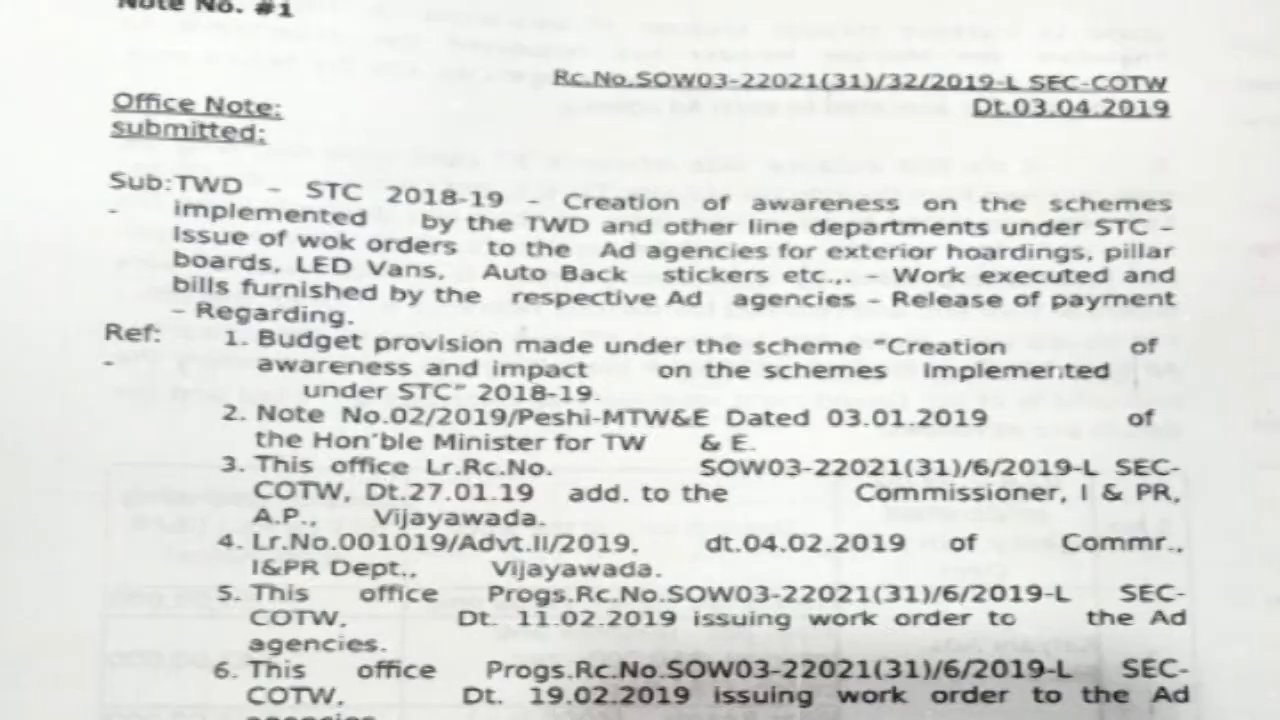 Note No. #1
Rc.No.SOW03-22021(31)/32/2019-L SEC-COTW
Office Note: Dt.03.04.2019
submitted:
Sub: TWD – STC 2018-19 – Creation of awareness on the schemes
- implemented by the TWD and other line departments under STC –
Issue of wok orders to the Ad agencies for exterior hoardings, pillar
boards, LED Vans, Auto Back stickers etc.,. – Work executed and
bills furnished by the respective Ad agencies – Release of payment
– Regarding.
Ref: 1. Budget provision made under the scheme "Creation of
- awareness and impact on the schemes Implemented
under STC" 2018-19.
2. Note No.02/2019/Peshi-MTW&E Dated 03.01.2019 of
the Hon'ble Minister for TW & E.
3. This office Lr.Rc.No. SOW03-22021(31)/6/2019-L SEC-
COTW, Dt.27.01.19 add. to the Commissioner, I & PR,
A.P., Vijayawada.
4. Lr.No.001019/Advt.II/2019, dt.04.02.2019 of Commr.,
I&PR Dept., Vijayawada.
5. This office Progs.Rc.No.SOW03-22021(31)/6/2019-L SEC-
COTW, Dt. 11.02.2019 issuing work order to the Ad
agencies.
6. This office Progs.Rc.No.SOW03-22021(31)/6/2019-L SEC-
COTW, Dt. 19.02.2019 issuing work order to the Ad
agencies